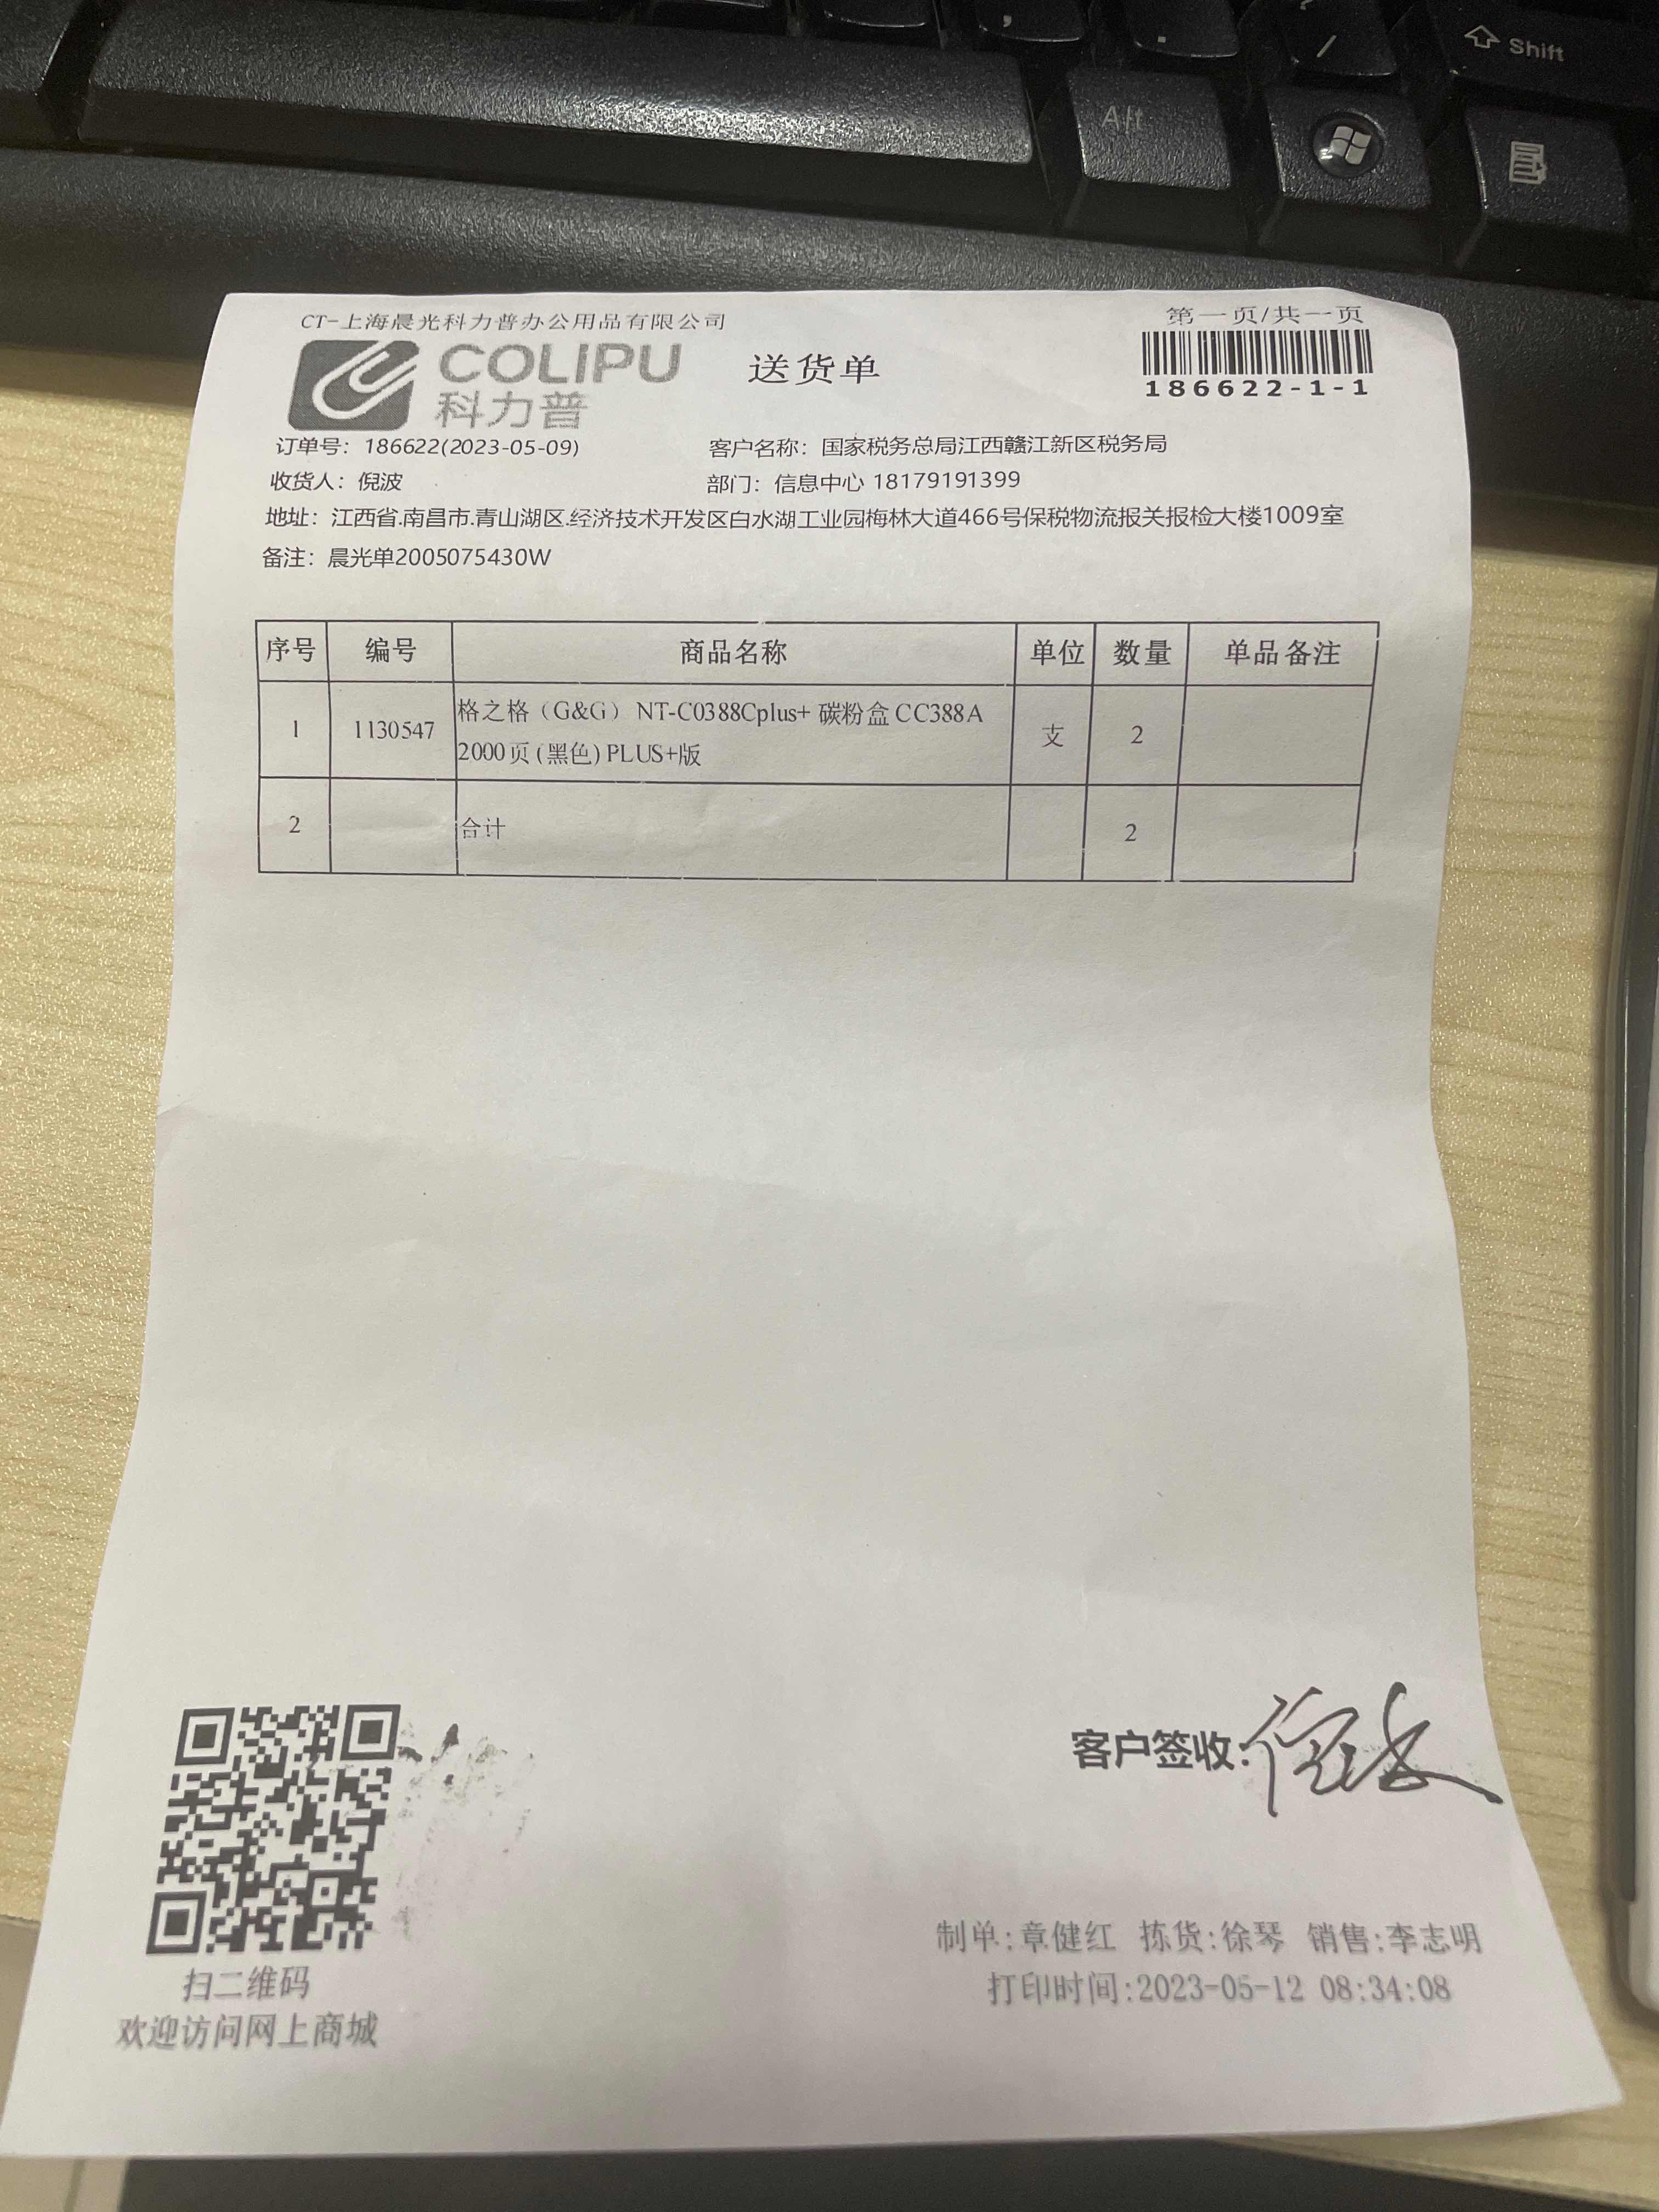 Shift
Alt
CT-上海晨光科力普办公用品有限公司
第一页/共一页
COLIPU
科力普
送货单
186622-1-1
订单号：186622(2023-05-09)
客户名称：国家税务总局江西赣江新区税务局
收货人：倪波
部门：信息中心 18179191399
地址：江西省.南昌市.青山湖区.经济技术开发区白水湖工业园梅林大道466号保税物流报关报检大楼1009室
备注：晨光单2005075430W
序号 编号 商品名称 单位 数量 单品备注
1 1130547 格之格（G&G） NT-C0388Cplus+ 碳粉盒 CC388A 支 2
2000页 (黑色) PLUS+版
2 合计 2
客户签收：倪波
制单:章健红 拣货:徐琴 销售:李志明
打印时间:2023-05-12 08:34:08
扫二维码
欢迎访问网上商城